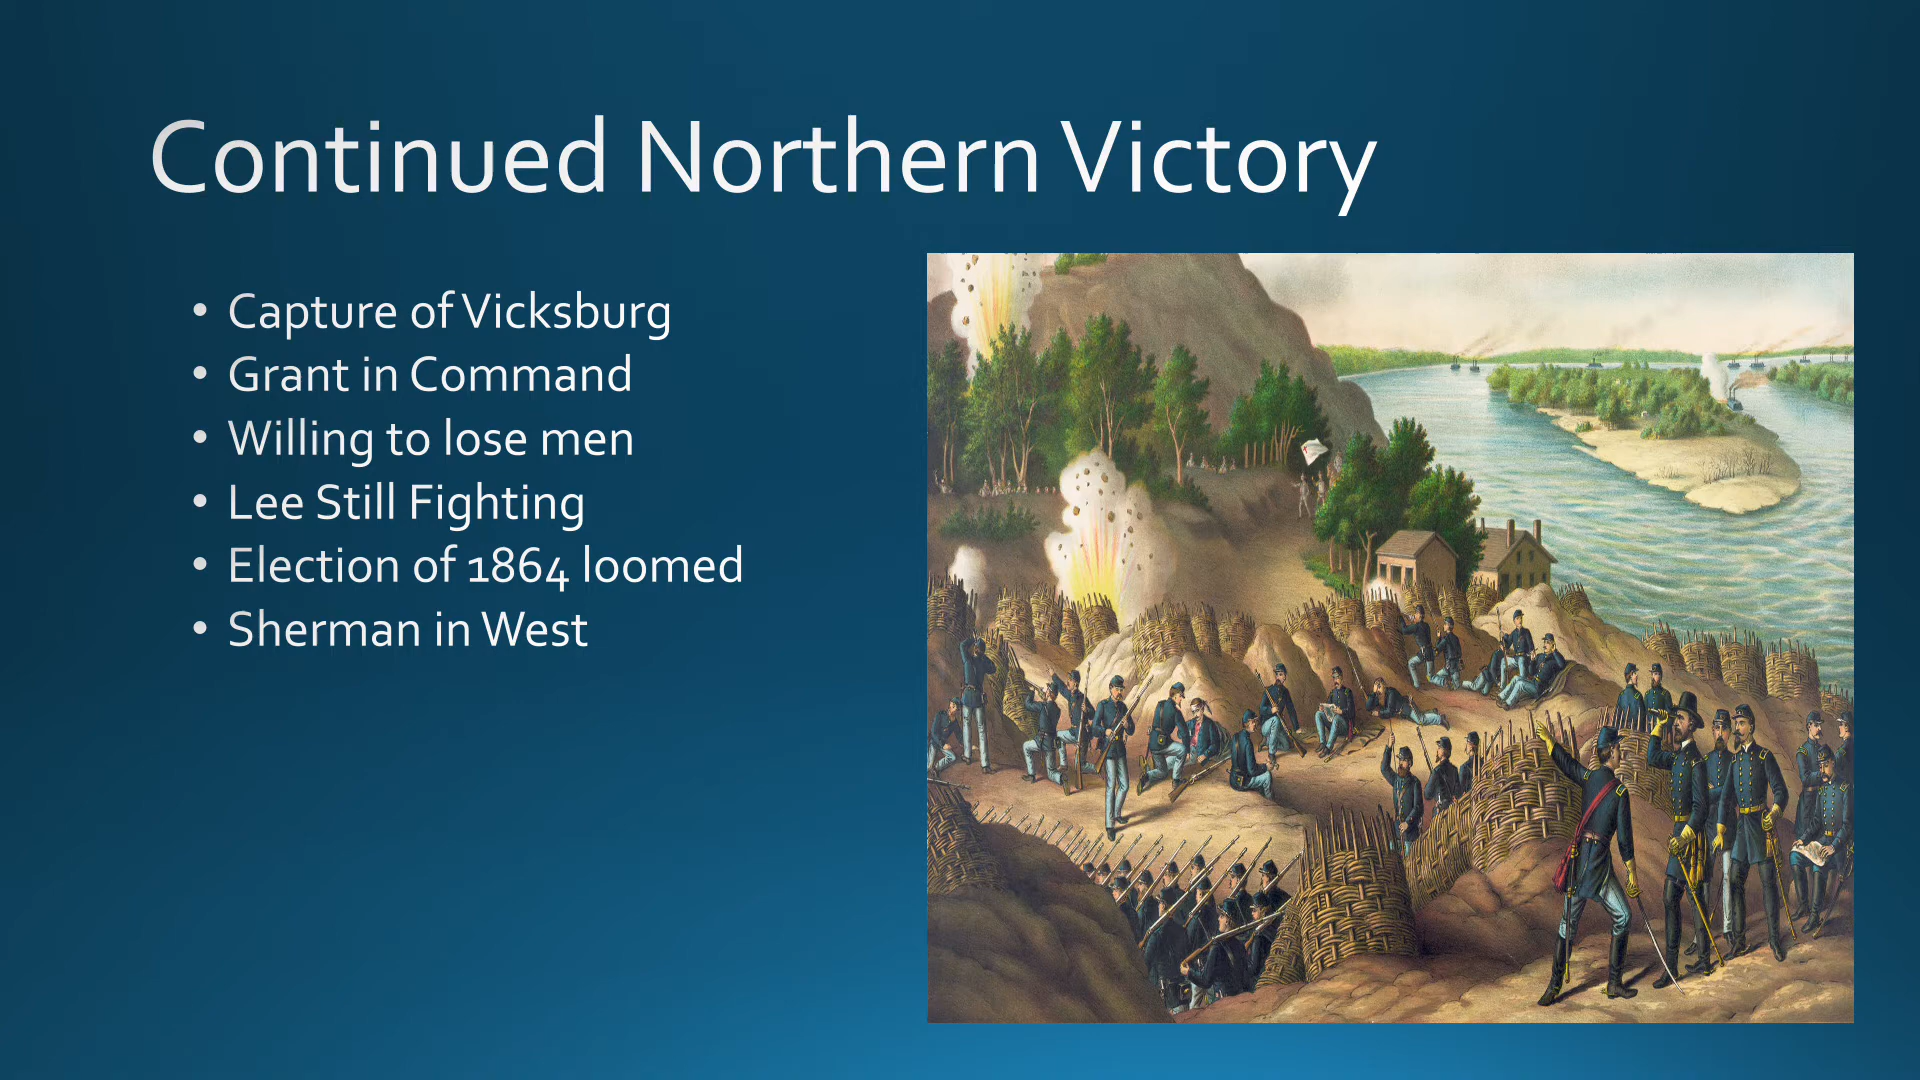 Continued Northern Victory
• Capture of Vicksburg
• Grant in Command
• Willing to lose men
• Lee Still Fighting
• Election of 1864 loomed
• Sherman in West